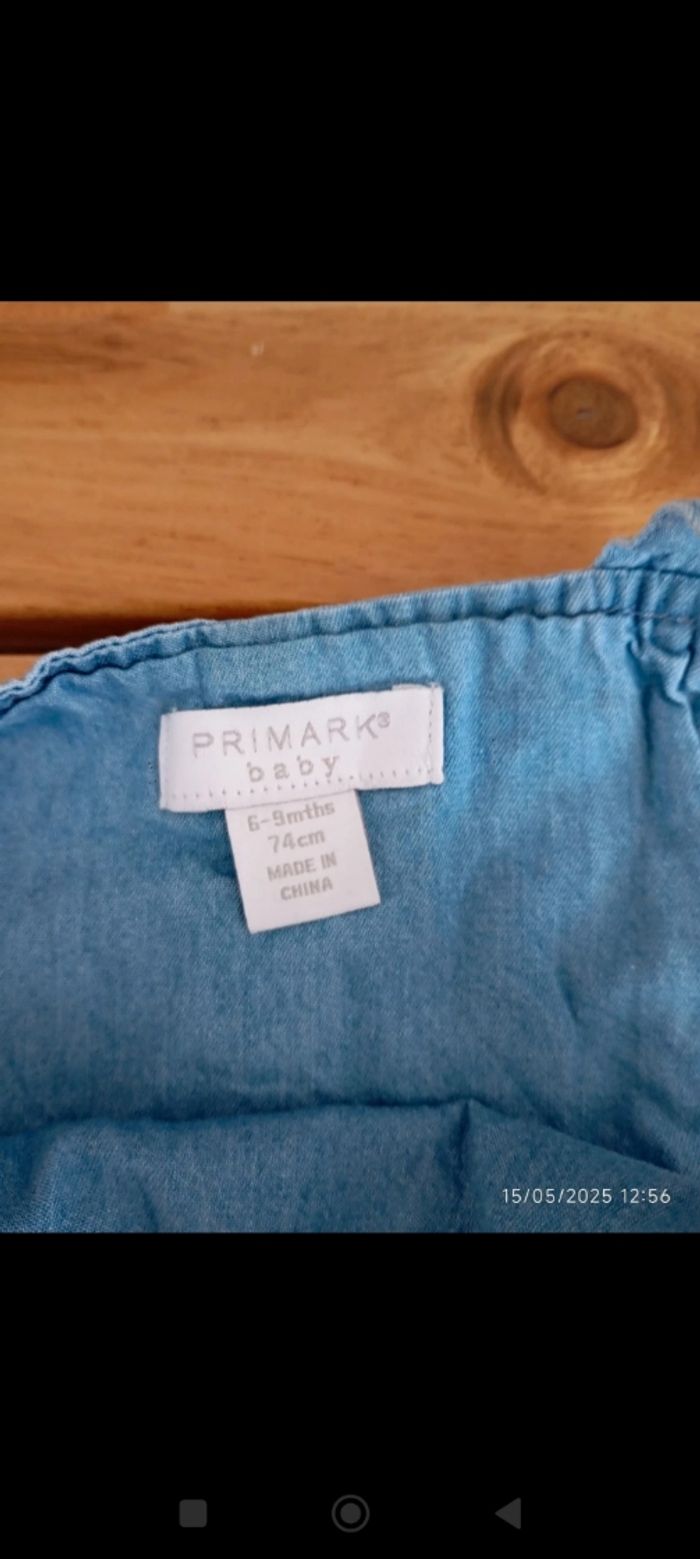 PRIMARK®
baby
6-9mths
74cm
MADE IN
CHINA
15/05/2025 12:56